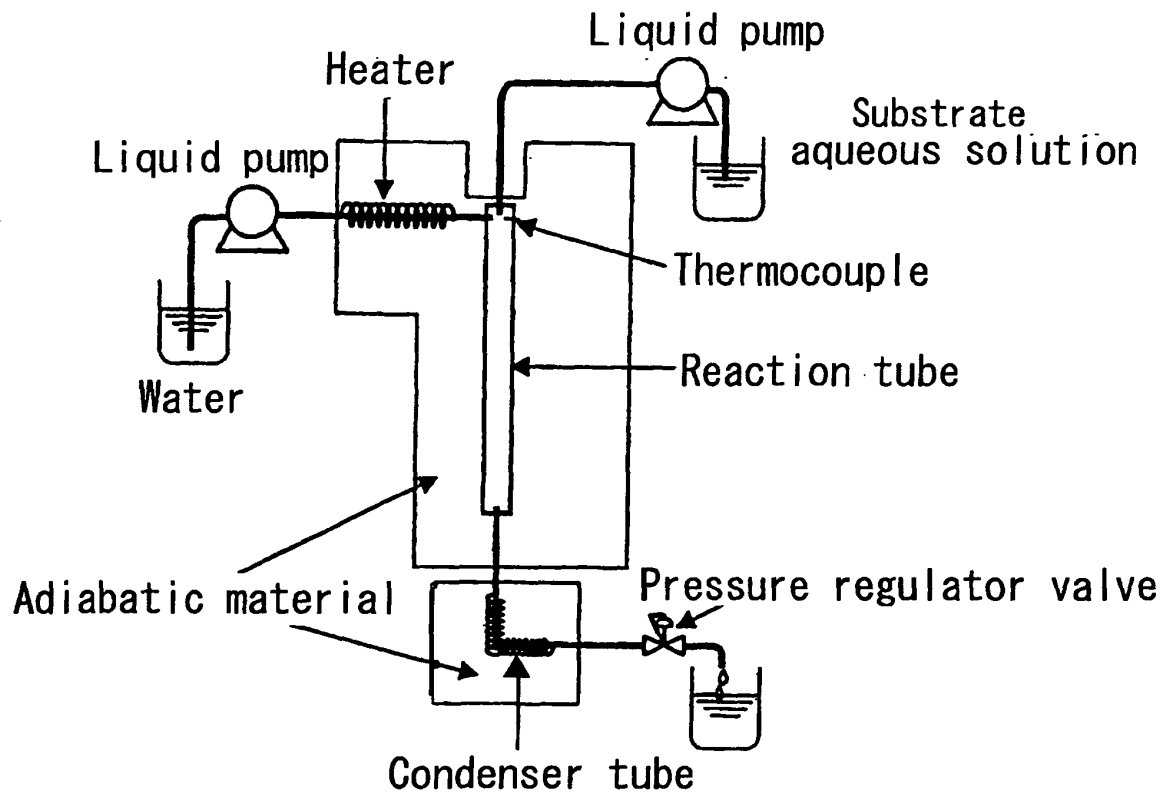 Liquid pump
Heater
Substrate
aqueous solution
Liquid pump
Thermocouple
Reaction tube
Water
Pressure regulator valve
Adiabatic material
Condenser tube